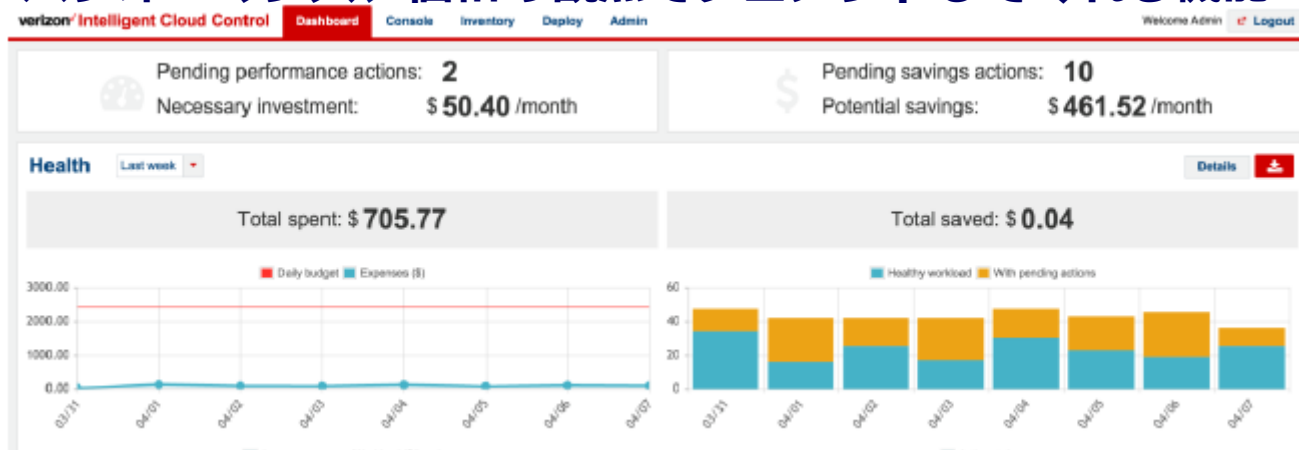 verizon✓ Intelligent Cloud Control Dashboard Console Inventory Deploy Admin Welcome Admin Logout
Pending performance actions: 2
Necessary investment: $ 50.40 /month
Pending savings actions: 10
Potential savings: $ 461.52 /month
Health Last week Details
Total spent: $ 705.77
Total saved: $ 0.04
Daily budget Expenses ($)
3000.00
2000.00
1000.00
0.00
03/31 04/01 04/02 04/03 04/04 04/05 04/06 04/07
Healthy workload With pending actions
60
40
20
0
03/31 04/01 04/02 04/03 04/04 04/05 04/06 04/07